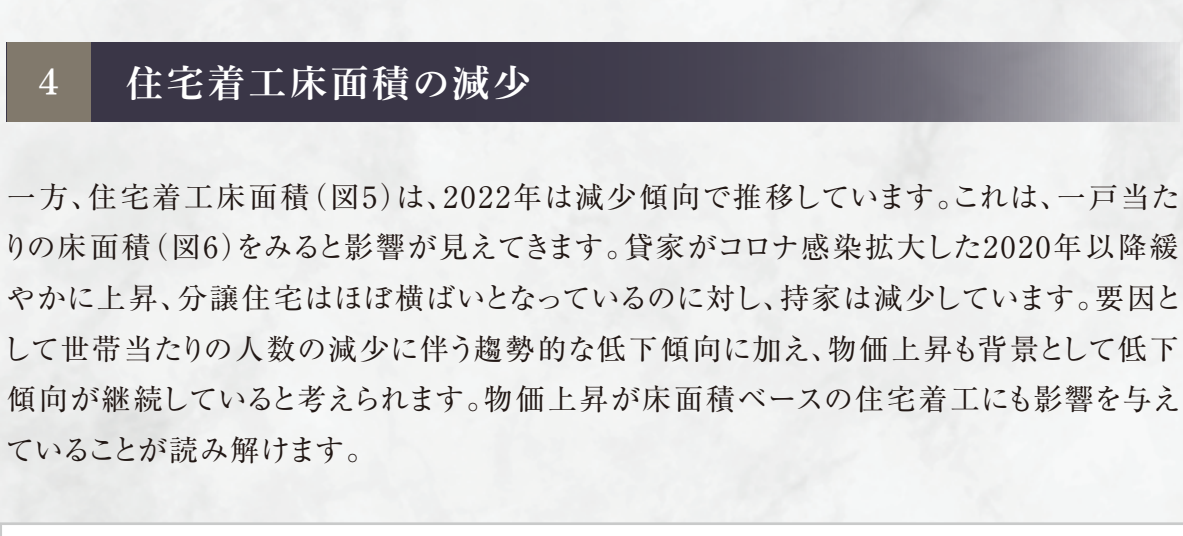 4 住宅着工床面積の減少
一方、住宅着工床面積(図5)は、2022年は減少傾向で推移しています。これは、一戸当た
りの床面積(図6)をみると影響が見えてきます。貸家がコロナ感染拡大した2020年以降緩
やかに上昇、分譲住宅はほぼ横ばいとなっているのに対し、持家は減少しています。要因と
して世帯当たりの人数の減少に伴う趨勢的な低下傾向に加え、物価上昇も背景として低下
傾向が継続していると考えられます。物価上昇が床面積ベースの住宅着工にも影響を与え
ていることが読み解けます。